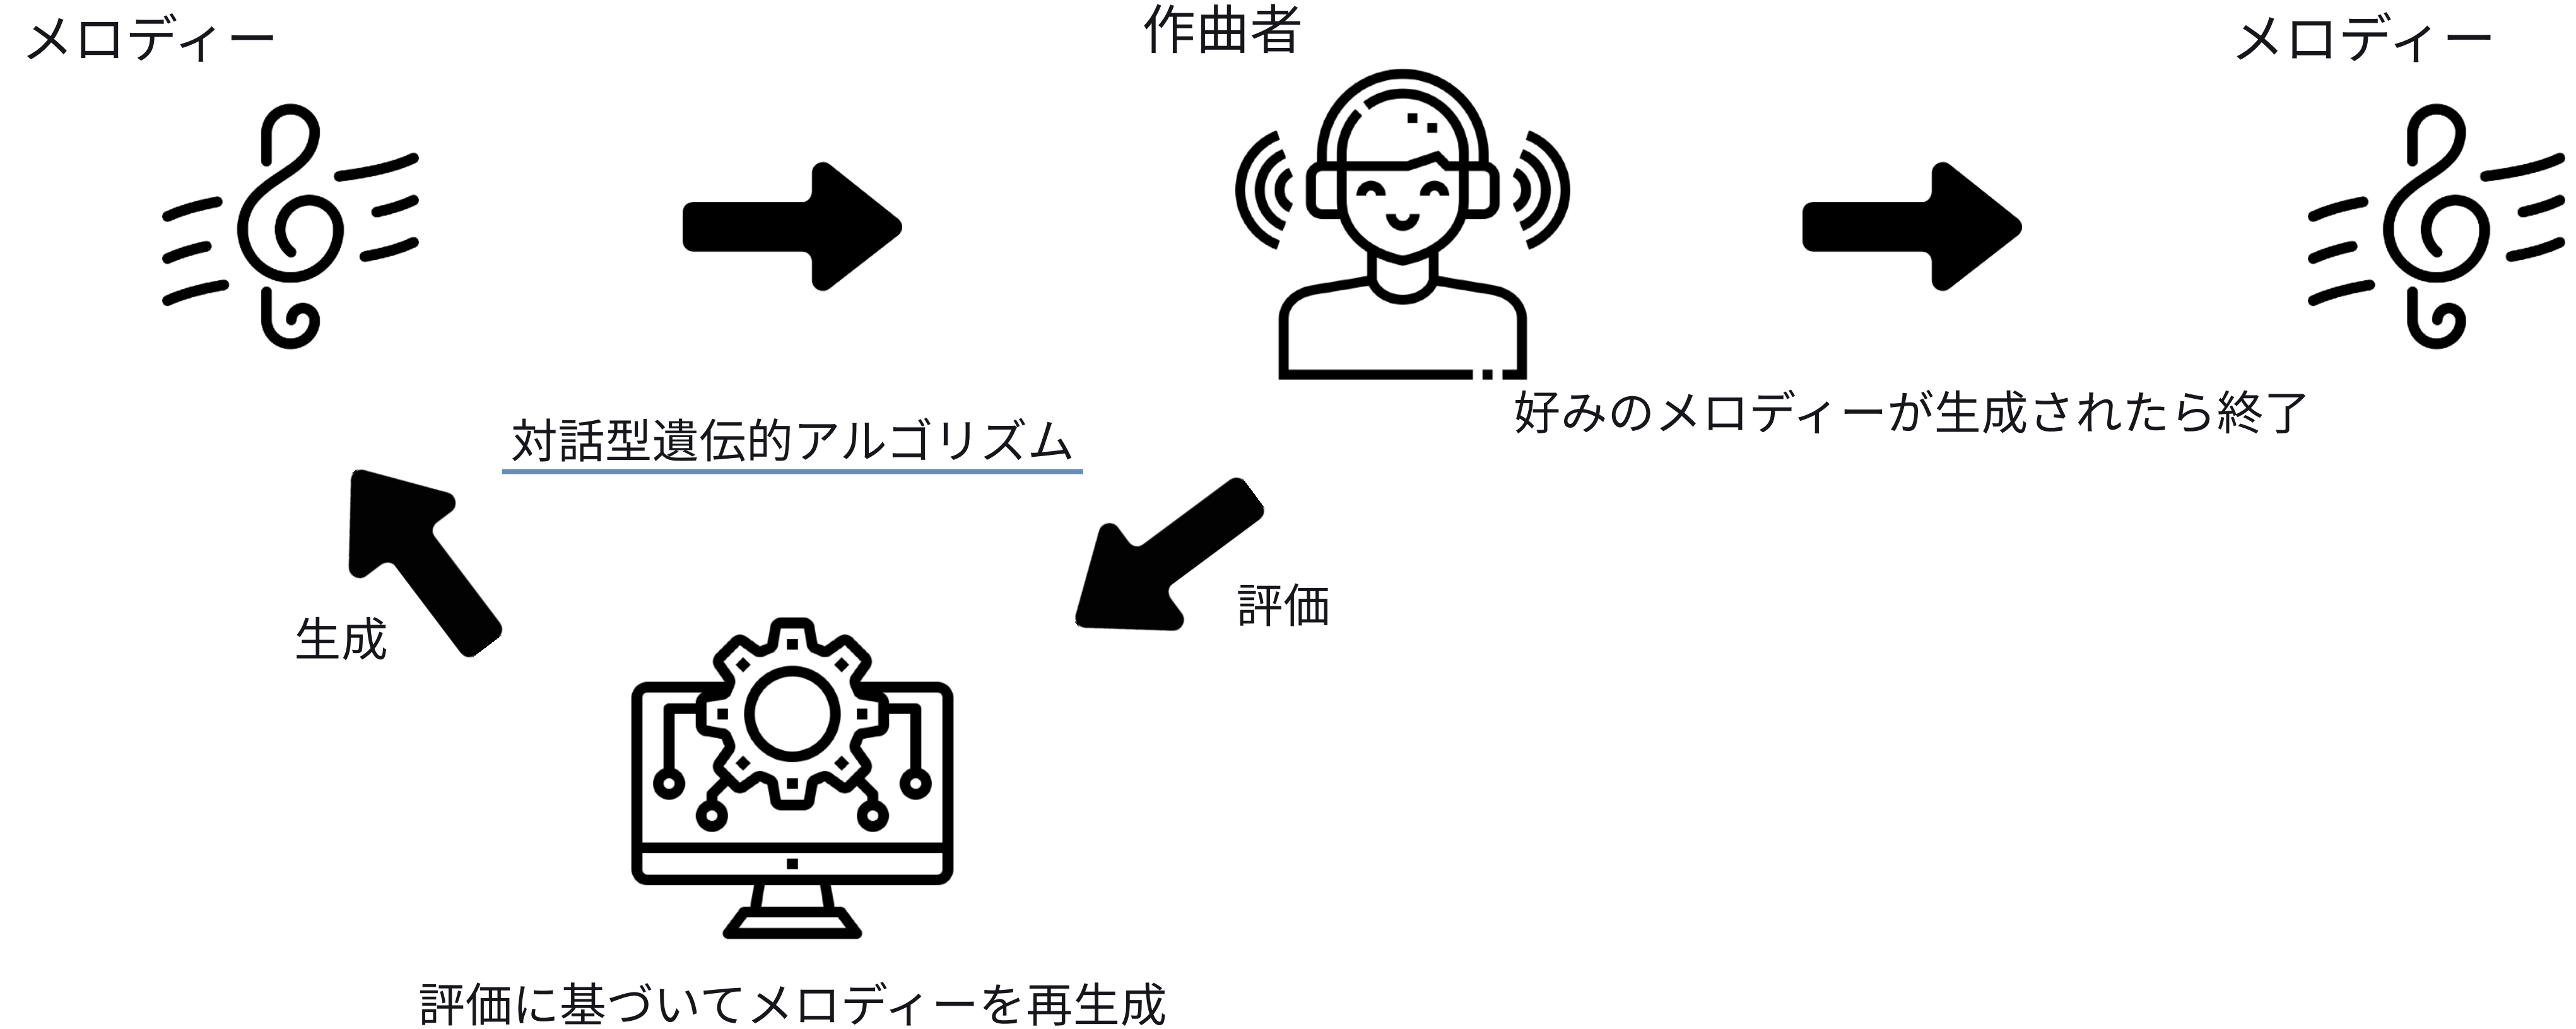 メロディー
作曲者
メロディー
好みのメロディーが生成されたら終了
対話型遺伝的アルゴリズム
評価
生成
評価に基づいてメロディーを再生成